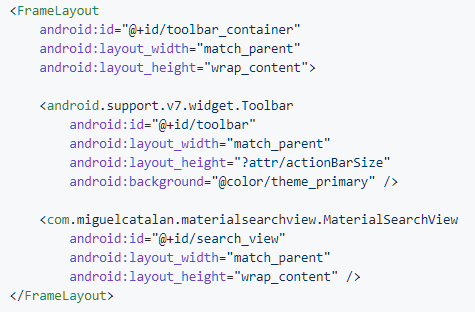 <FrameLayout
    android:id="@+id/toolbar_container"
    android:layout_width="match_parent"
    android:layout_height="wrap_content">

    <android.support.v7.widget.Toolbar
        android:id="@+id/toolbar"
        android:layout_width="match_parent"
        android:layout_height="?attr/actionBarSize"
        android:background="@color/theme_primary" />

    <com.miguelcatalan.materialsearchview.MaterialSearchView
        android:id="@+id/search_view"
        android:layout_width="match_parent"
        android:layout_height="wrap_content" />
</FrameLayout>